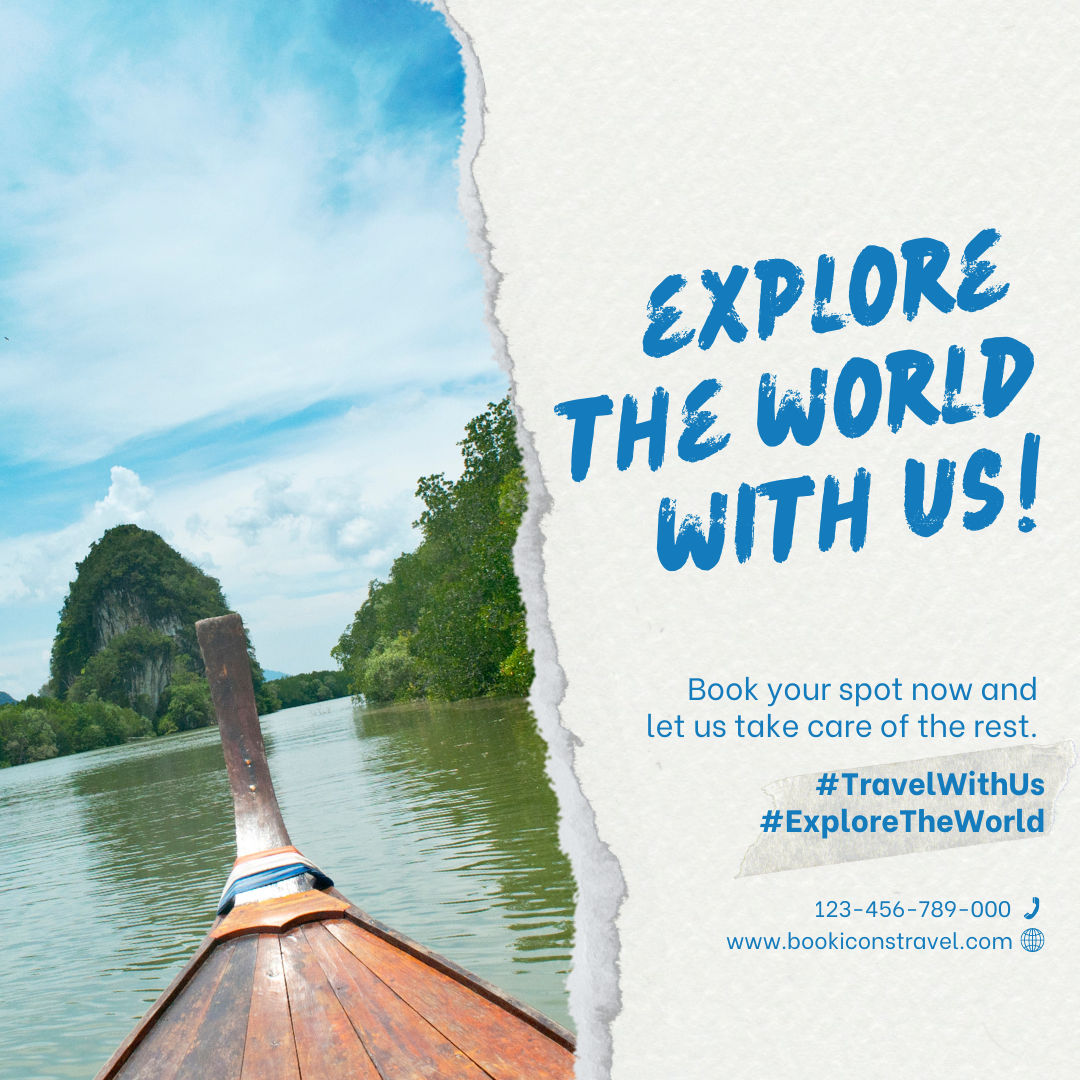 EXPLORE
THE WORLD
WITH US!
Book your spot now and
let us take care of the rest.
#TravelWithUs
#ExploreTheWorld
123-456-789-000
www.bookiconstravel.com